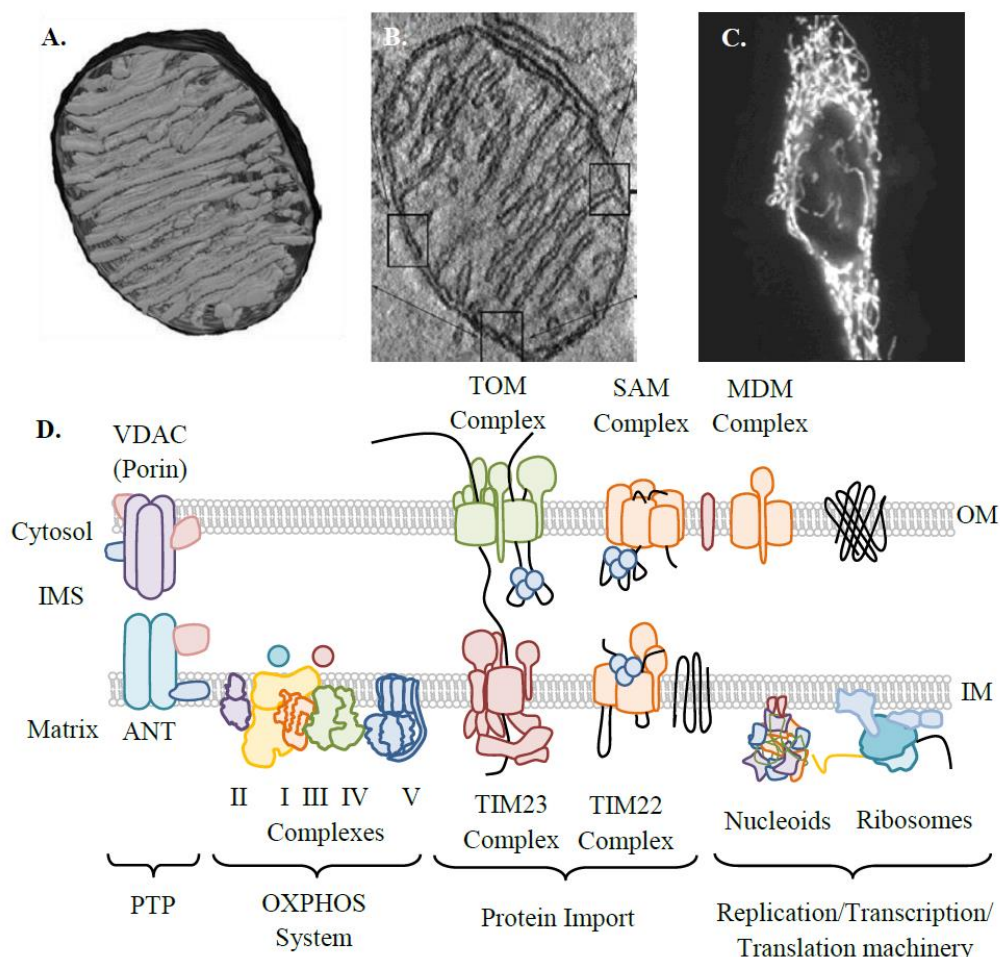 A.
B.
C.
D.
TOM
Complex
SAM
Complex
MDM
Complex
VDAC
(Porin)
Cytosol
OM
IMS
Matrix
ANT
IM
II I III IV V
Complexes
TIM23
Complex
TIM22
Complex
Nucleoids
Ribosomes
PTP
OXPHOS
System
Protein Import
Replication/Transcription/
Translation machinery